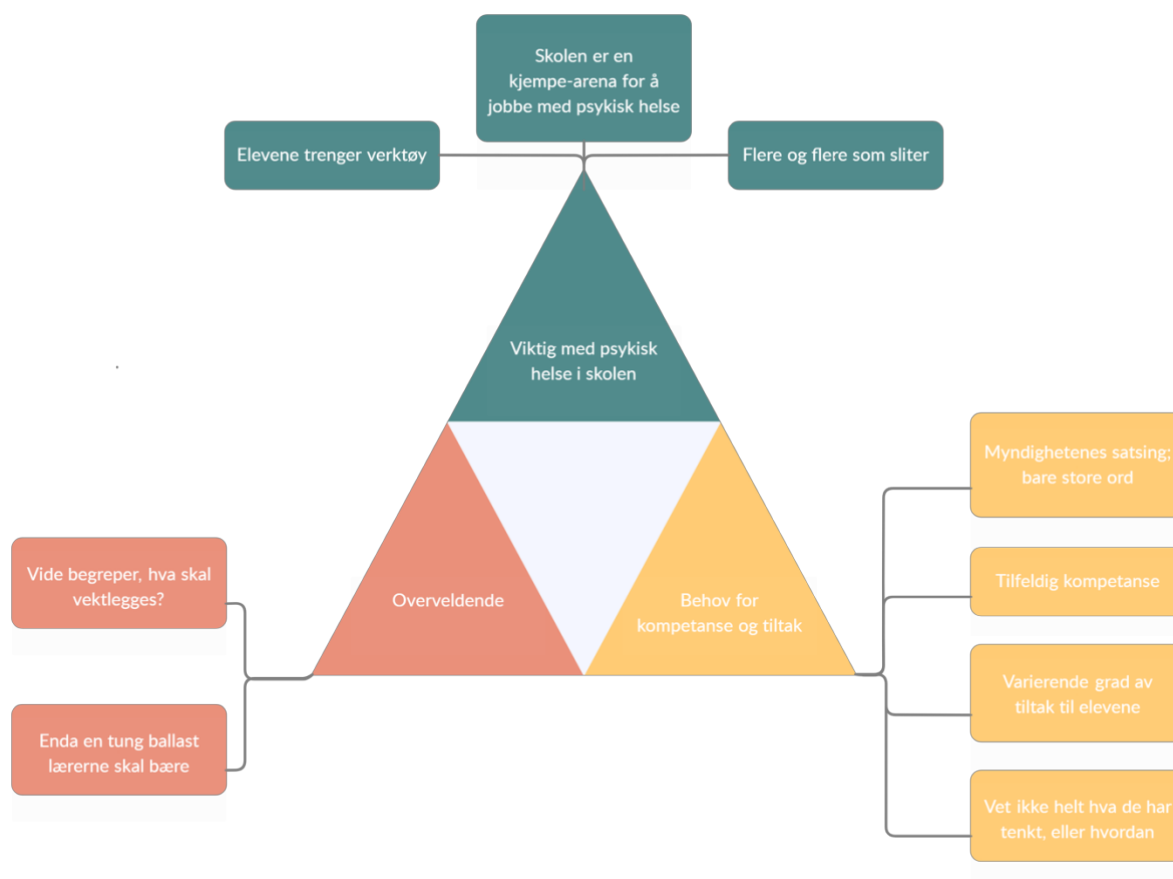 Skolen er en
kjempe-arena for å
jobbe med psykisk helse
Elevene trenger verktøy
Flere og flere som sliter
Viktig med psykisk
helse i skolen
Overveldende
Behov for
kompetanse og tiltak
Vide begreper, hva skal
vektlegges?
Enda en tung ballast
lærerne skal bære
Myndighetenes satsing;
bare store ord
Tilfeldig kompetanse
Varierende grad av
tiltak til elevene
Vet ikke helt hva de har
tenkt, eller hvordan